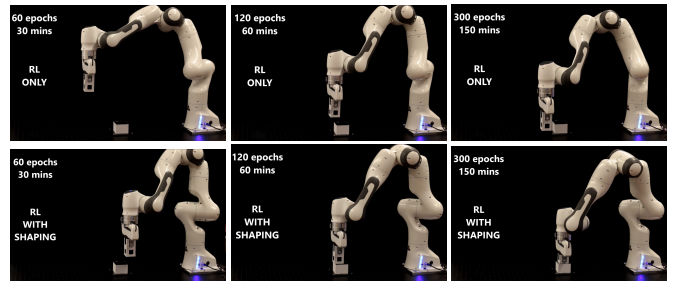 60 epochs
30 mins
RL
ONLY
120 epochs
60 mins
RL
ONLY
300 epochs
150 mins
RL
ONLY
60 epochs
30 mins
RL
WITH
SHAPING
120 epochs
60 mins
RL
WITH
SHAPING
300 epochs
150 mins
RL
WITH
SHAPING